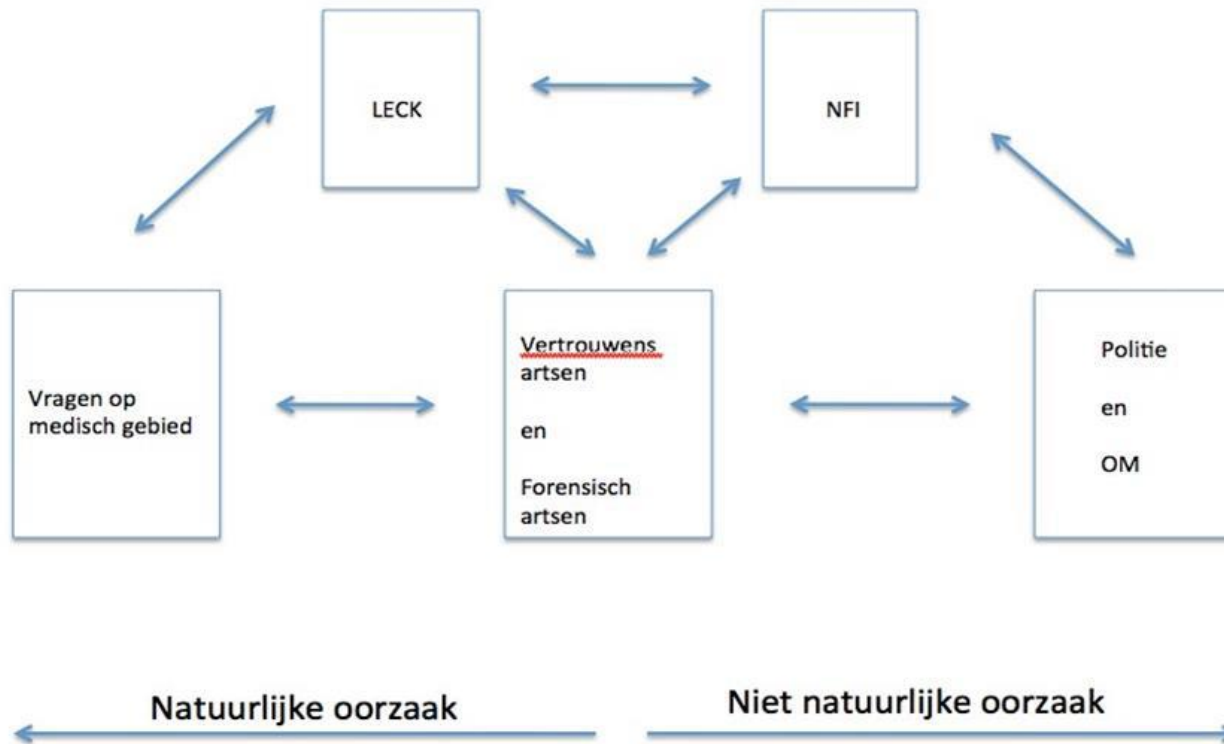 LECK
NFI
Vragen op
medisch gebied
Vertrouwens
artsen
en
Forensisch
artsen
Politie
en
OM
Natuurlijke oorzaak
Niet natuurlijke oorzaak